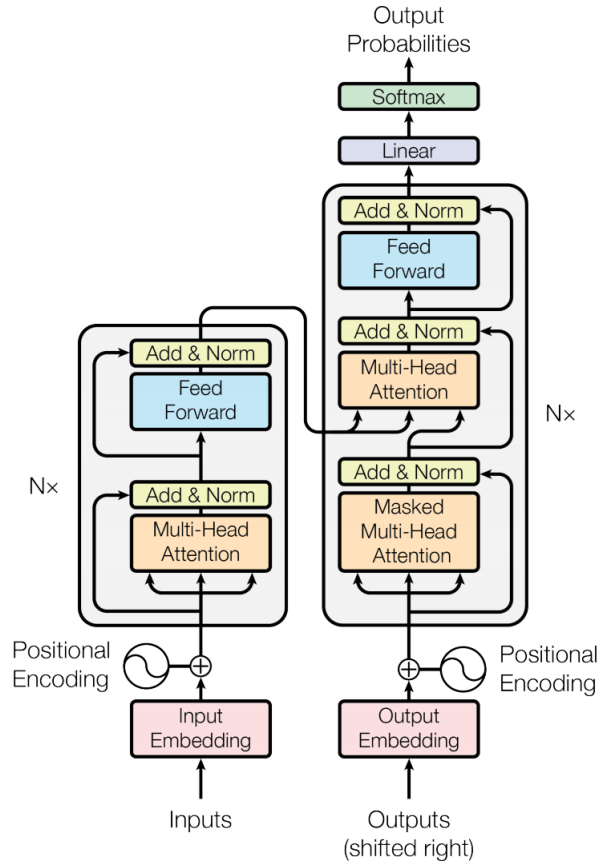 Output
Probabilities
Softmax
Linear
Add & Norm
Feed
Forward
Add & Norm
Multi-Head
Attention
Add & Norm
Masked
Multi-Head
Attention
N×
Add & Norm
Feed
Forward
Add & Norm
Multi-Head
Attention
N×
Positional
Encoding
Positional
Encoding
Input
Embedding
Output
Embedding
Inputs
Outputs
(shifted right)